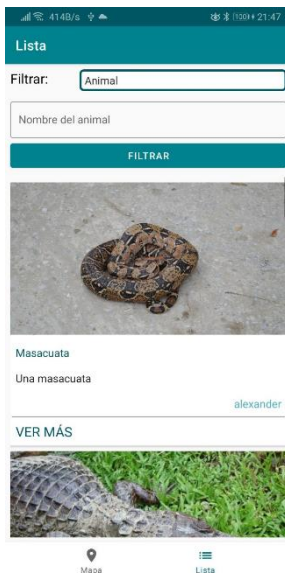 414B/s 100 21:47
Lista
Filtrar: Animal
Nombre del animal
FILTRAR
Masacuata
Una masacuata
alexander
VER MÁS
Mapa Lista